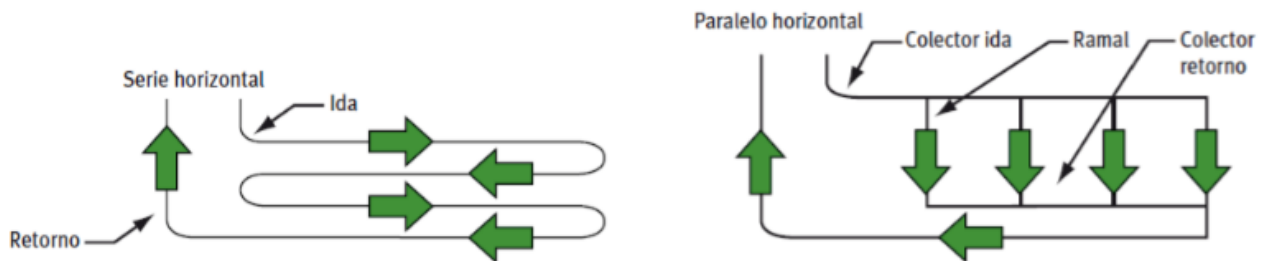 Serie horizontal
Ida
Retorno
Paralelo horizontal
Colector ida
Ramal
Colector
retorno